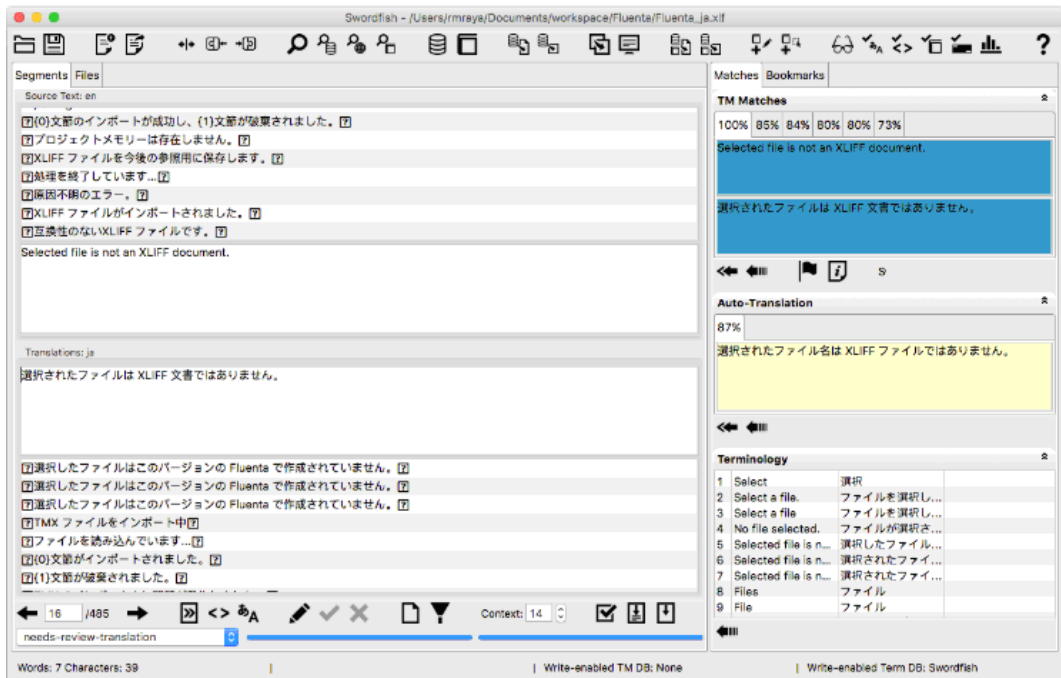 Swordfish - /Users/rmraya/Documents/workspace/Fluenta/Fluenta_ja.xlf
Segments Files
Source Text: en
?{0}文節のインポートが成功し、{1}文節が破棄されました。?
?プロジェクトメモリーは存在しません。?
?XLIFF ファイルを今後の参照用に保存します。?
?処理を終了しています...?
?原因不明のエラー。?
?XLIFF ファイルがインポートされました。?
?互換性のないXLIFF ファイルです。?
Selected file is not an XLIFF document.
Translations: ja
選択されたファイルは XLIFF 文書ではありません。
?選択したファイルはこのバージョンの Fluenta で作成されていません。?
?選択したファイルはこのバージョンの Fluenta で作成されていません。?
?選択したファイルはこのバージョンの Fluenta で作成されていません。?
?TMX ファイルをインポート中?
?ファイルを読み込んでいます...?
?{0}文節がインポートされました。?
?{1}文節が破棄されました。?
16 /485
Context: 14
needs-review-translation
Matches Bookmarks
TM Matches
100% 85% 84% 80% 80% 73%
Selected file is not an XLIFF document.
選択されたファイルは XLIFF 文書ではありません。
Auto-Translation
87%
選択されたファイル名は XLIFF ファイルではありません。
Terminology
1 Select 選択
2 Select a file. ファイルを選択し...
3 Select a file ファイルを選択し...
4 No file selected. ファイルが選択さ...
5 Selected file is n... 選択したファイル...
6 Selected file is n... 選択されたファイ...
7 Selected file is n... 選択されたファイ...
8 Files ファイル
9 File ファイル
Words: 7 Characters: 39
Write-enabled TM DB: None
Write-enabled Term DB: Swordfish